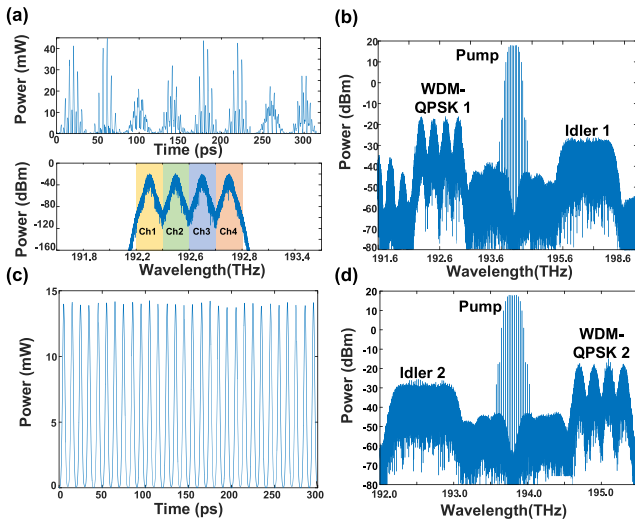 (a)
Power (mW)
40
30
20
10
0
0
50
100
150
200
250
300
Time (ps)
Power (dBm)
0
-40
-80
-120
-160
Ch1
Ch2
Ch3
Ch4
191,8
192,2
192,6
192,8
193,4
Wavelength(THz)
(b)
Power (dBm)
20
10
0
-10
-20
-30
-40
-50
-60
-70
-80
Pump
WDM-
QPSK 1
Idler 1
191.6
192.6
193.6
195.6
198.6
Wavelength(THz)
(c)
Power (mW)
15
10
5
0
0
50
100
150
200
250
300
Time (ps)
(d)
Power (dBm)
20
10
0
-10
-20
-30
-40
-50
-60
-70
-80
Pump
WDM-
QPSK 2
Idler 2
192.0
193.0
194.0
195.0
Wavelength(THz)